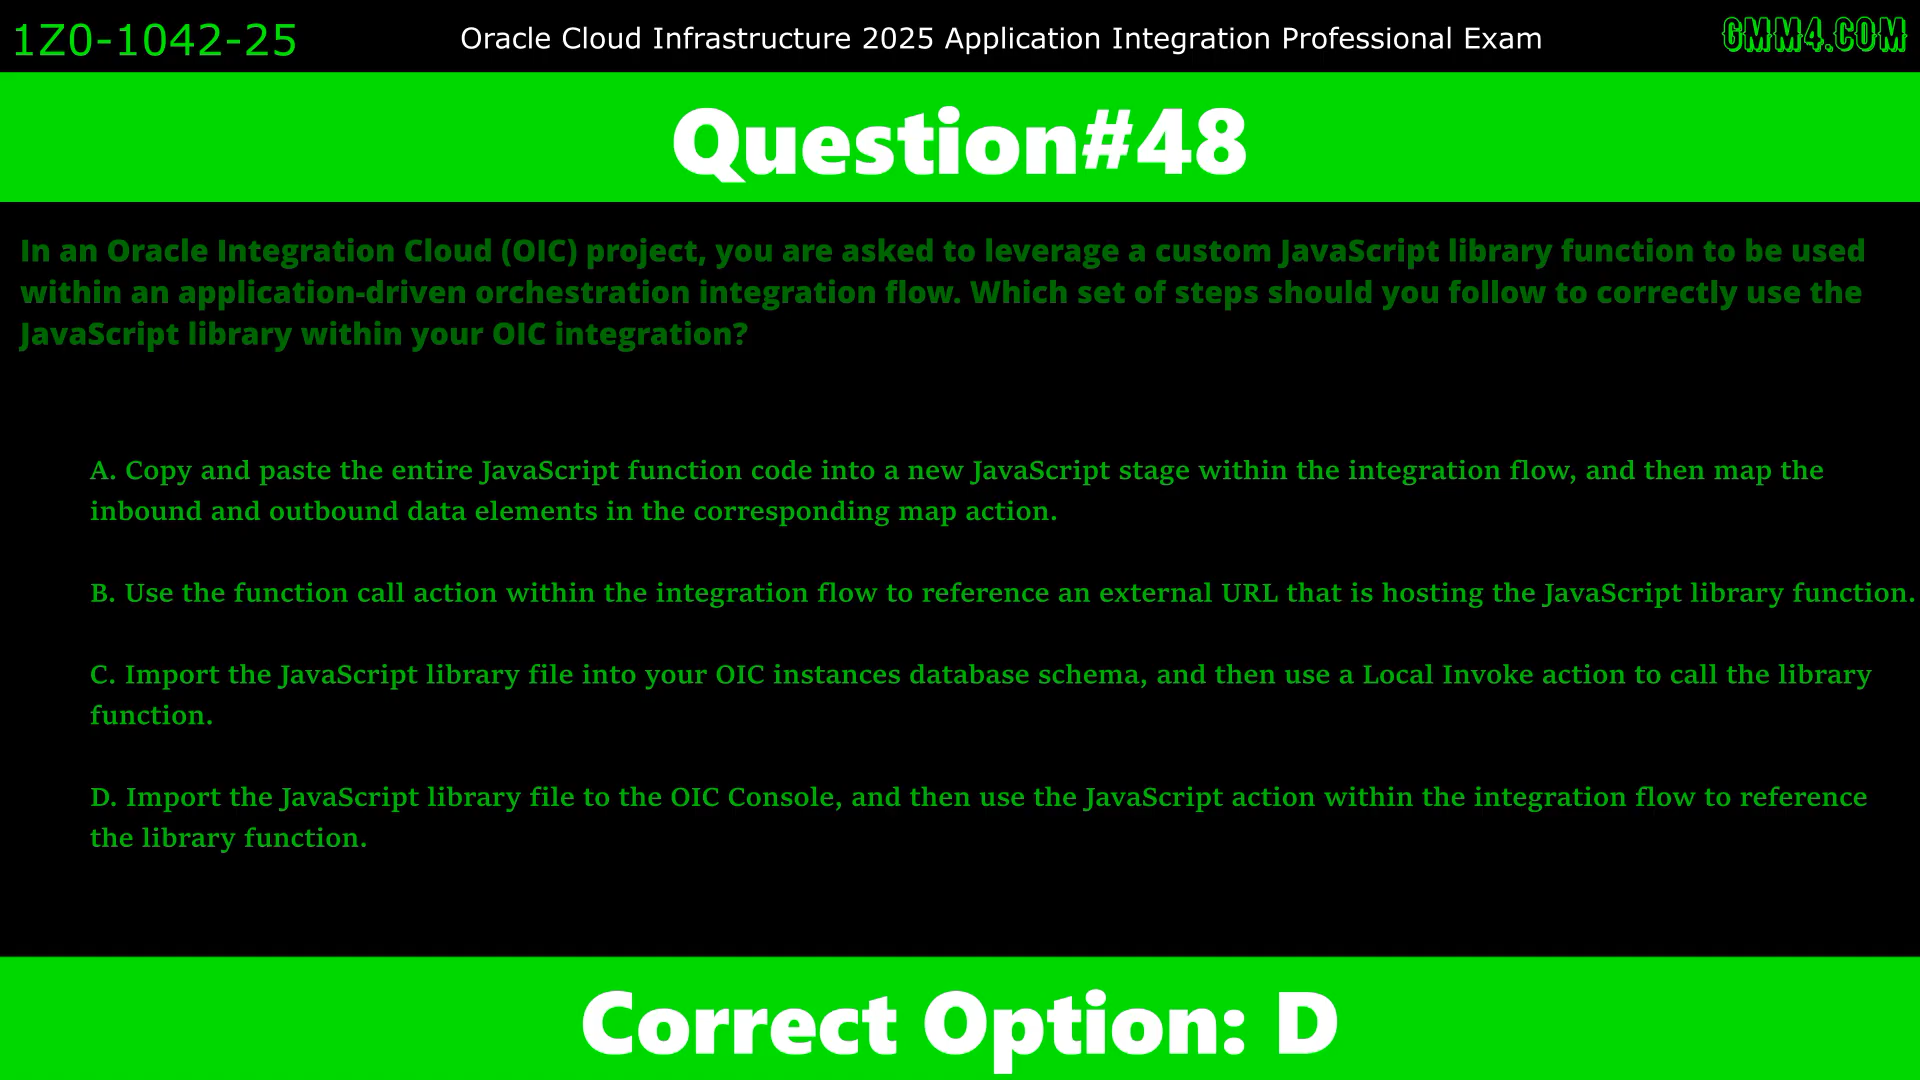 1Z0-1042-25
Oracle Cloud Infrastructure 2025 Application Integration Professional Exam
GMM4.COM
Question#48
In an Oracle Integration Cloud (OIC) project, you are asked to leverage a custom JavaScript library function to be used
within an application-driven orchestration integration flow. Which set of steps should you follow to correctly use the
JavaScript library within your OIC integration?
A. Copy and paste the entire JavaScript function code into a new JavaScript stage within the integration flow, and then map the
inbound and outbound data elements in the corresponding map action.
B. Use the function call action within the integration flow to reference an external URL that is hosting the JavaScript library function.
C. Import the JavaScript library file into your OIC instances database schema, and then use a Local Invoke action to call the library
function.
D. Import the JavaScript library file to the OIC Console, and then use the JavaScript action within the integration flow to reference
the library function.
Correct Option: D